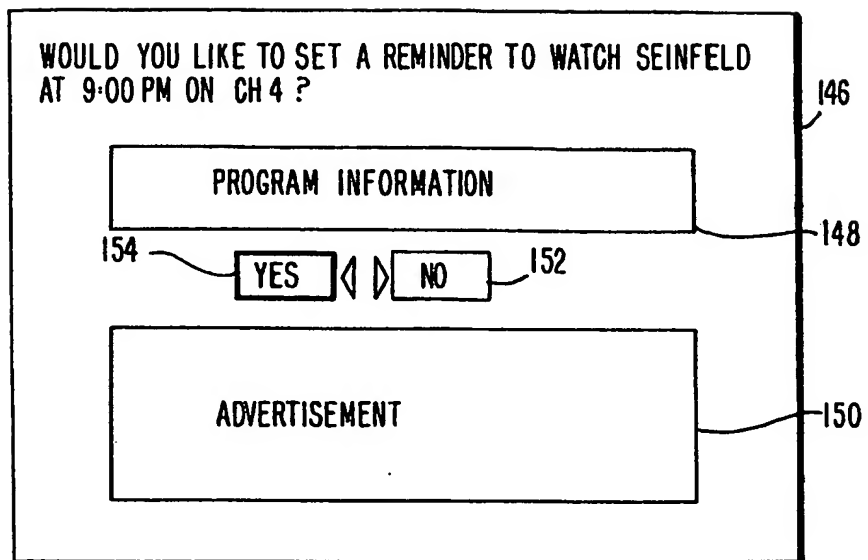 WOULD YOU LIKE TO SET A REMINDER TO WATCH SEINFELD
AT 9:00 PM ON CH 4 ?
146
PROGRAM INFORMATION
148
154
YES
NO
152
ADVERTISEMENT
150